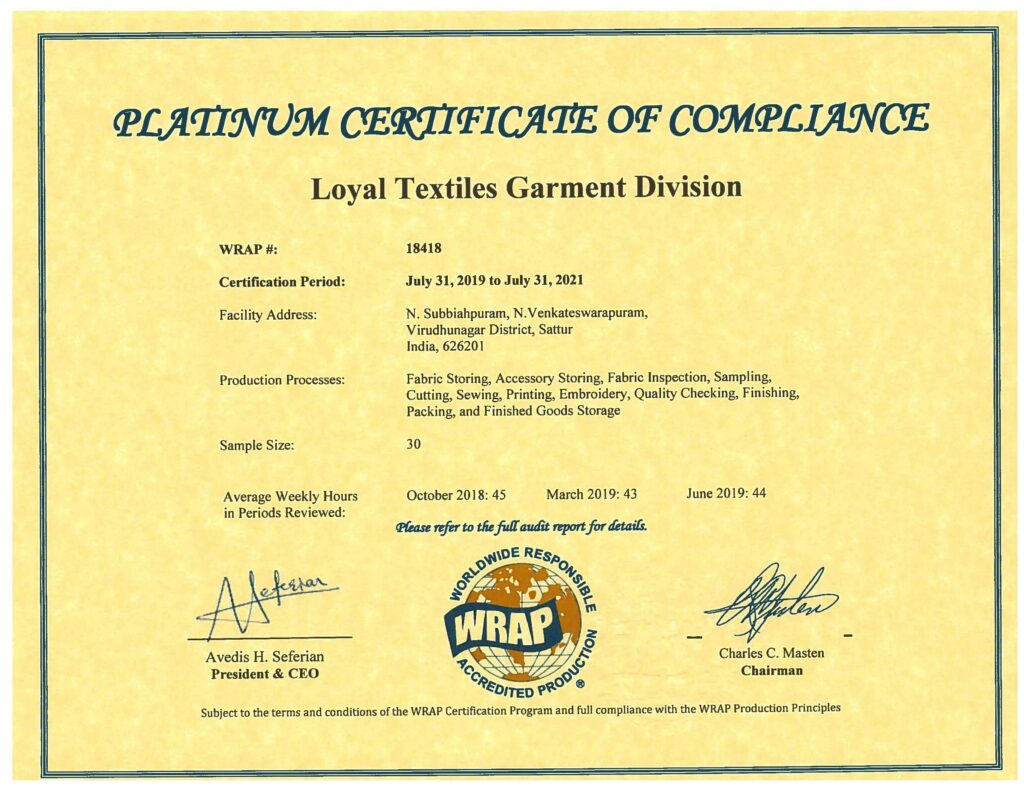 PLATINUM CERTIFICATE OF COMPLIANCE
Loyal Textiles Garment Division
WRAP #: 18418
Certification Period: July 31, 2019 to July 31, 2021
Facility Address: N. Subbiahpuram, N.Venkateswarapuram,
Virudhunagar District, Sattur
India, 626201
Production Processes: Fabric Storing, Accessory Storing, Fabric Inspection, Sampling,
Cutting, Sewing, Printing, Embroidery, Quality Checking, Finishing,
Packing, and Finished Goods Storage
Sample Size: 30
Average Weekly Hours October 2018: 45 March 2019: 43 June 2019: 44
in Periods Reviewed:
Please refer to the full audit report for details.
WORLDWIDE RESPONSIBLE
WRAP
ACCREDITED PRODUCTION ®
ASeferian
Avedis H. Seferian
President & CEO
Charles C. Masten
Chairman
Subject to the terms and conditions of the WRAP Certification Program and full compliance with the WRAP Production Principles